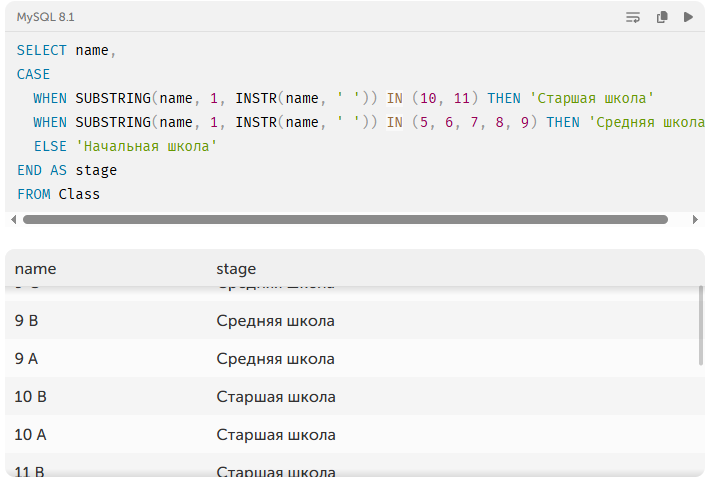 MySQL 8.1
SELECT name,
CASE
WHEN SUBSTRING(name, 1, INSTR(name, ' ')) IN (10, 11) THEN 'Старшая школа'
WHEN SUBSTRING(name, 1, INSTR(name, ' ')) IN (5, 6, 7, 8, 9) THEN 'Средняя школа
ELSE 'Начальная школа'
END AS stage
FROM Class
name stage
Средняя школа
9 B Средняя школа
9 A Средняя школа
10 B Старшая школа
10 A Старшая школа
11 B Старшая школа